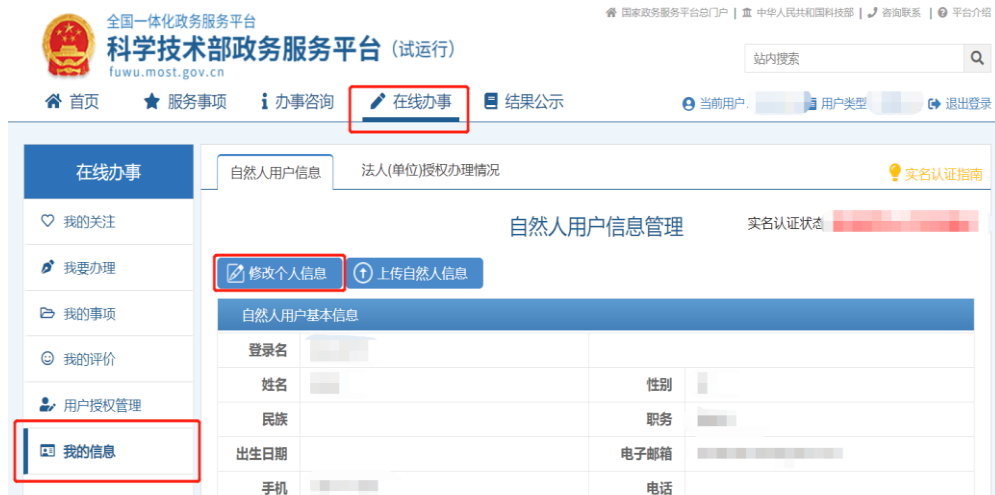 国家政务服务平台总门户 | 中华人民共和国科技部 | 咨询联系 | 平台介绍
全国一体化政务服务平台
科学技术部政务服务平台（试运行）
fuwu.most.gov.cn
站内搜索
首页 服务事项 办事咨询 在线办事 结果公示
当前用户 用户类型 退出登录
在线办事
我的关注
我要办理
我的事项
我的评价
用户授权管理
我的信息
自然人用户信息 法人(单位)授权办理情况 实名认证指南
自然人用户信息管理 实名认证状态
修改个人信息 上传自然人信息
自然人用户基本信息
登录名
姓名 性别
民族 职务
出生日期 电子邮箱
手机 电话